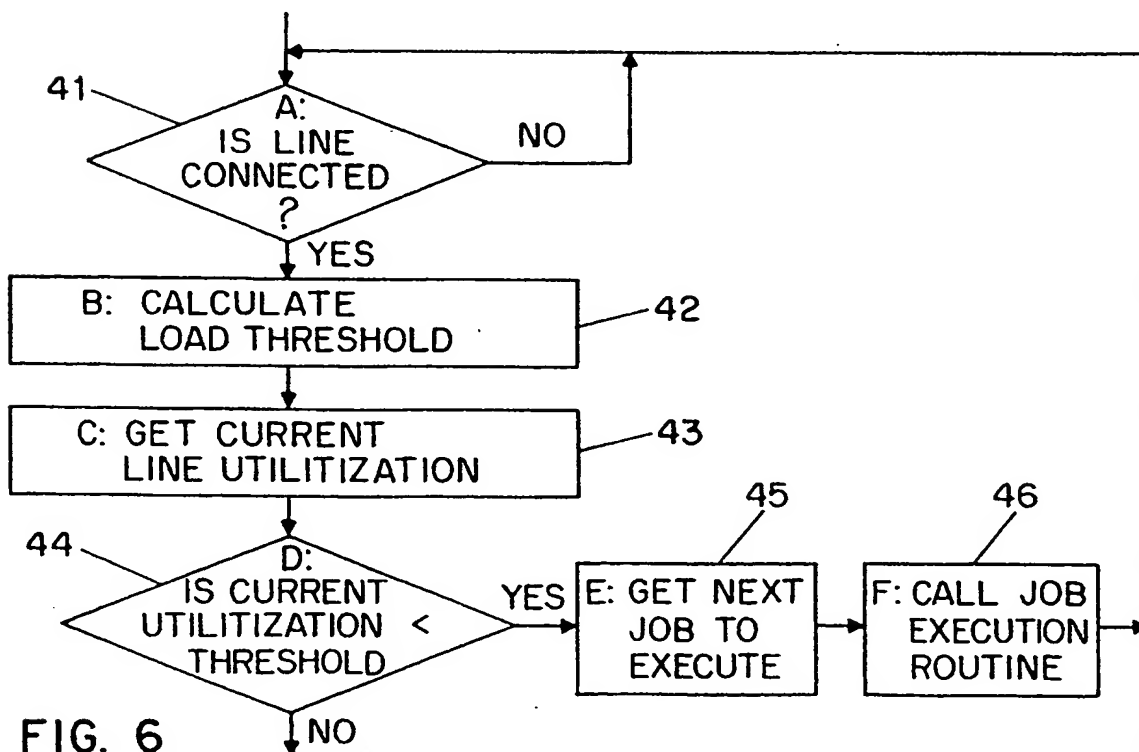 41
A:
IS LINE
CONNECTED
?
NO
YES
B: CALCULATE
LOAD THRESHOLD
42
C: GET CURRENT
LINE UTILITIZATION
43
44
D:
IS CURRENT
UTILITIZATION <
THRESHOLD
YES
45
E: GET NEXT
JOB TO
EXECUTE
46
F: CALL JOB
EXECUTION
ROUTINE
NO
FIG. 6